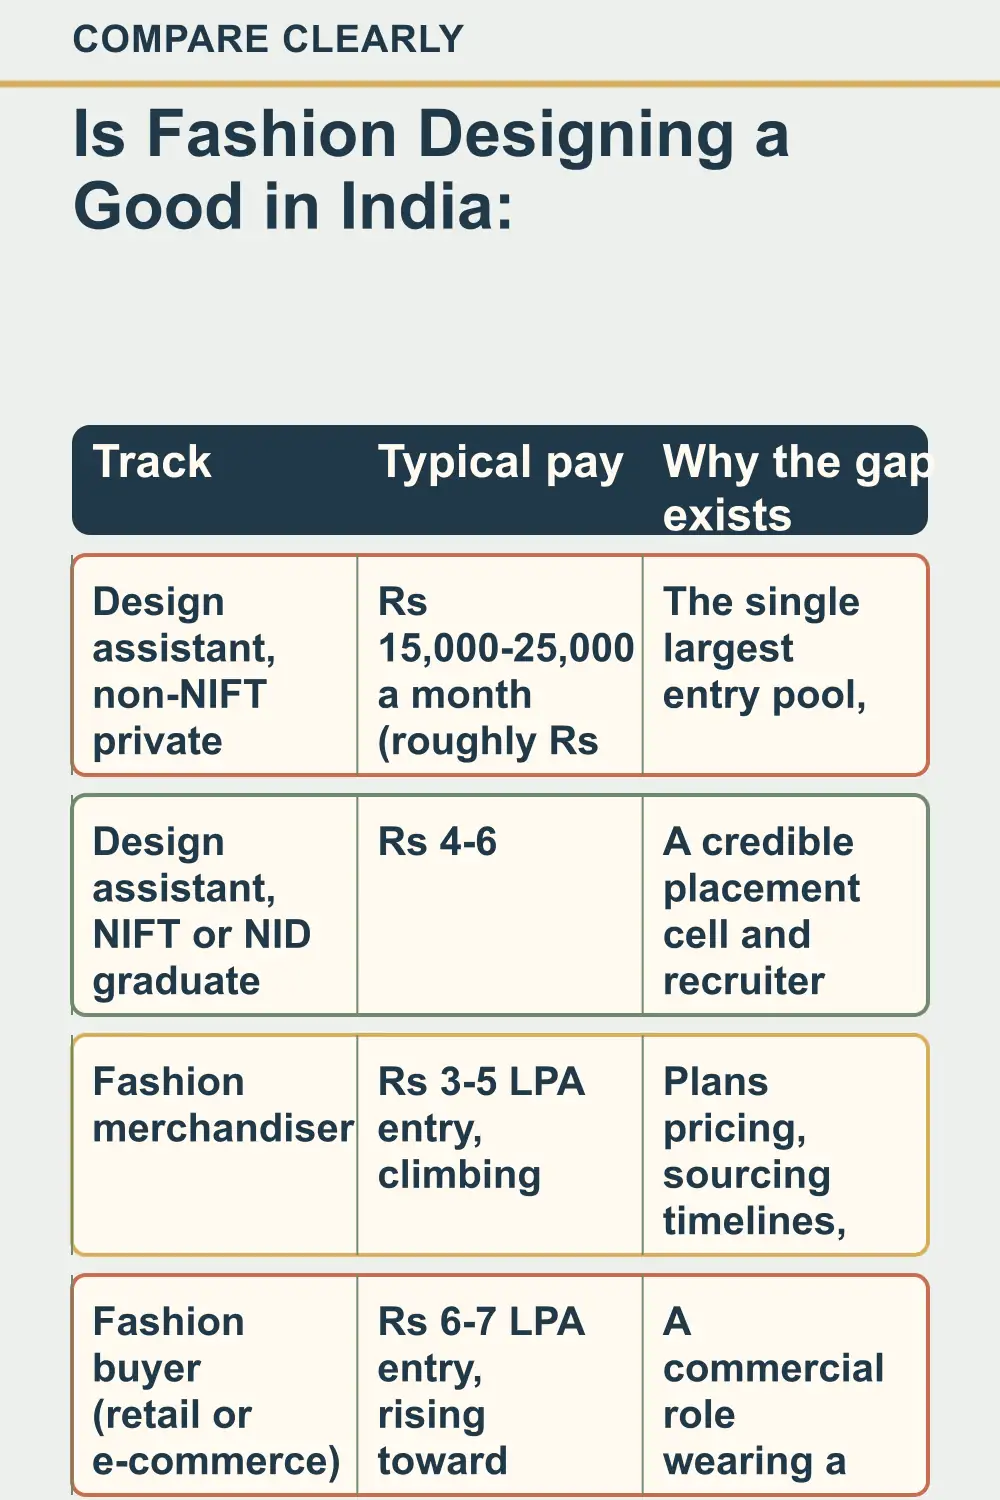 COMPARE CLEARLY
Is Fashion Designing a
Good in India:
Track
Typical pay
Why the gap
exists
Design
assistant,
non-NIFT
private
Rs
15,000-25,000
a month
(roughly Rs
The single
largest
entry pool,
Design
assistant,
NIFT or NID
graduate
Rs 4-6
A credible
placement
cell and
recruiter
Fashion
merchandiser
Rs 3-5 LPA
entry,
climbing
Plans
pricing,
sourcing
timelines,
Fashion
buyer
(retail or
e-commerce)
Rs 6-7 LPA
entry,
rising
toward
A
commercial
role
wearing a